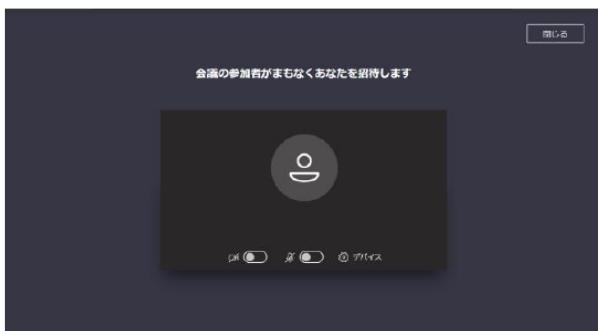 閉じる
会議の参加者がまもなくあなたを招待します
デバイス